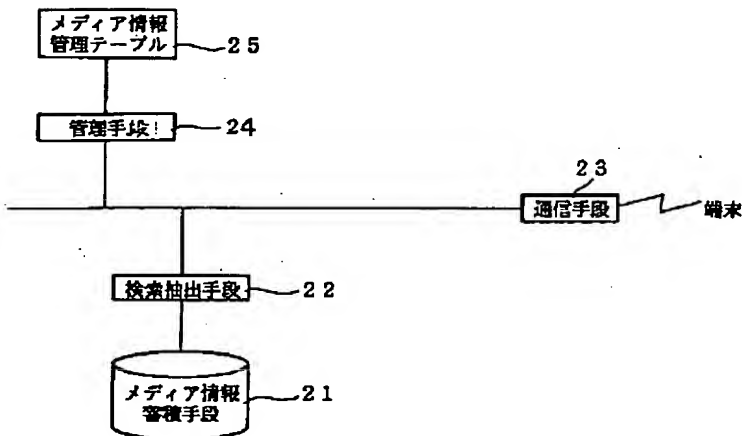 メディア情報
管理テーブル
25
管理手段
24
23
通信手段
端末
検索抽出手段
22
メディア情報
蓄積手段
21